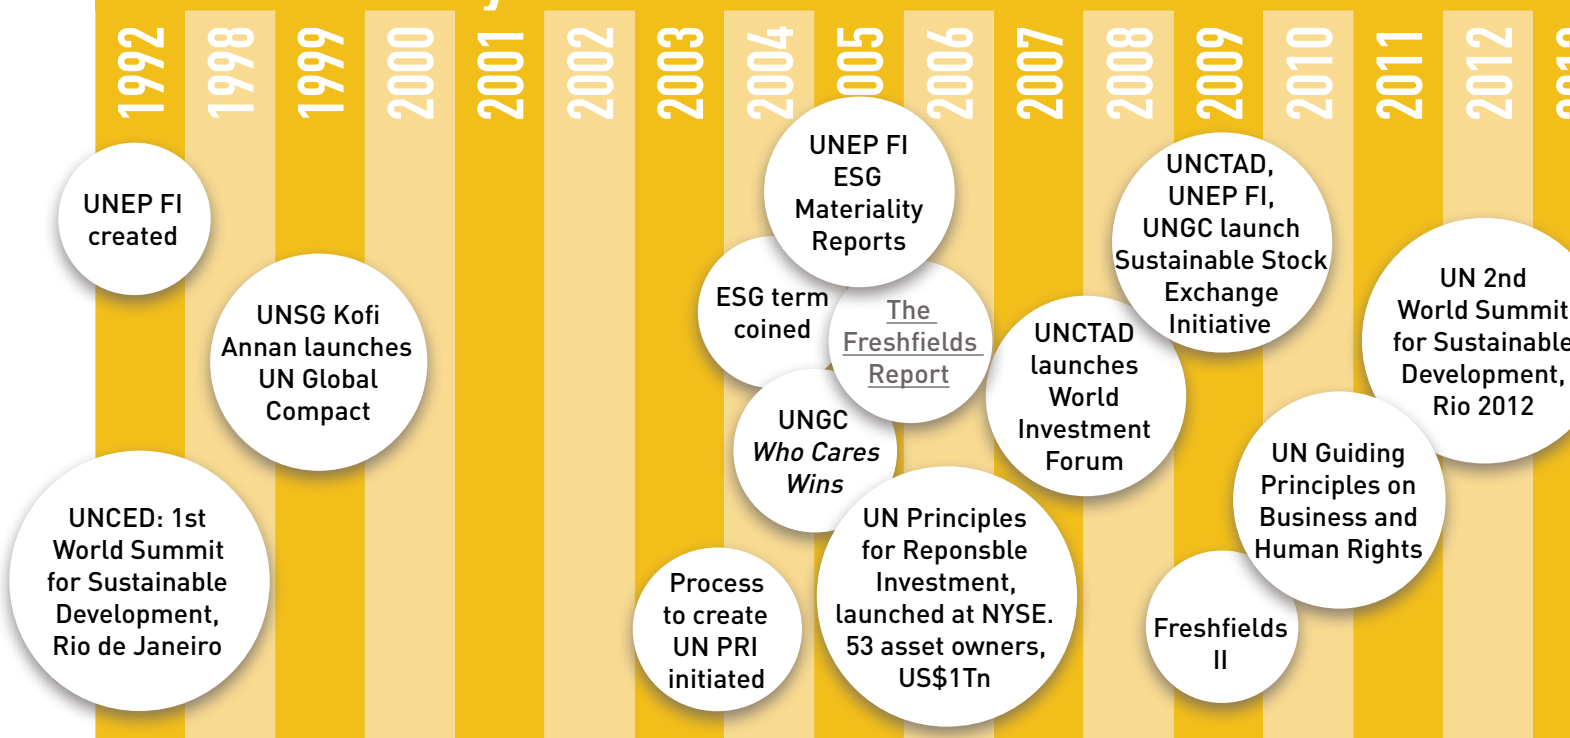 1992
1998
1999
2000
2001
2002
2003
2004
2005
2006
2007
2008
2009
2010
2011
2012
UNEP FI
created
UNCED: 1st
World Summit
for Sustainable
Development,
Rio de Janeiro
UNSG Kofi
Annan launches
UN Global
Compact
Process
to create
UN PRI
initiated
ESG term
coined
UNEP FI
ESG
Materiality
Reports
The
Freshfields
Report
UNGC
Who Cares
Wins
UN Principles
for Reponsble
Investment,
launched at NYSE.
53 asset owners,
US$1Tn
UNCTAD
launches
World
Investment
Forum
UNCTAD,
UNEP FI,
UNGC launch
Sustainable Stock
Exchange
Initiative
Freshfields
II
UN Guiding
Principles on
Business and
Human Rights
UN 2nd
World Summit
for Sustainable
Development,
Rio 2012